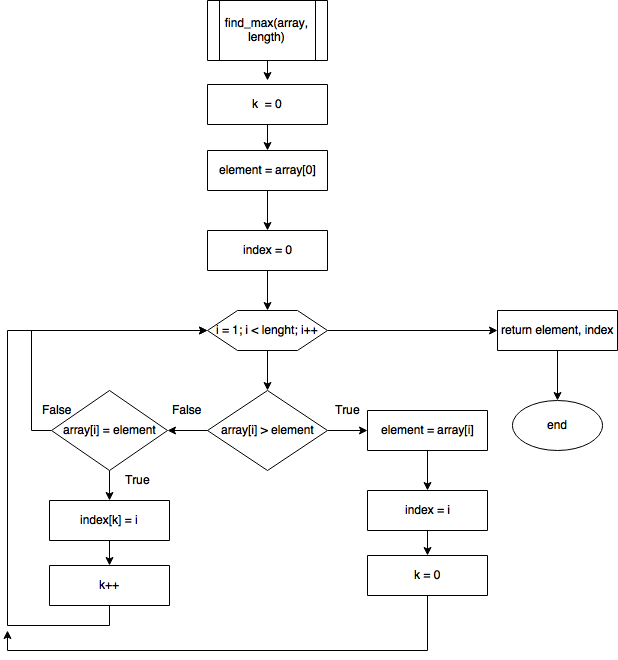 find_max(array,
length)
k = 0
element = array[0]
index = 0
i = 1; i < lenght; i++
return element, index
end
False
False
True
array[i] = element
array[i] > element
element = array[i]
True
index[k] = i
index = i
k++
k = 0